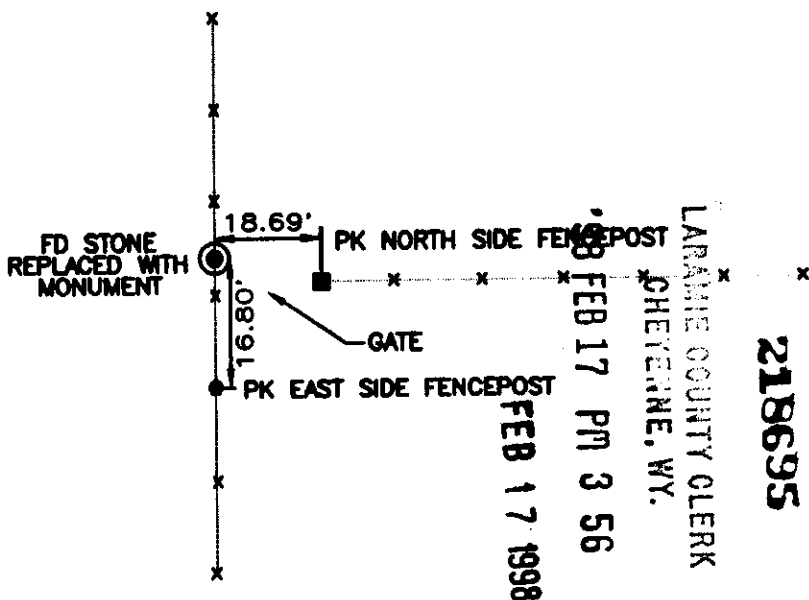 18.69'
PK NORTH SIDE FENCEPOST
FD STONE
REPLACED WITH
MONUMENT
16.80'
GATE
PK EAST SIDE FENCEPOST
218695
LARAMIE COUNTY CLERK
CHEYENNE, WY.
'98 FEB 17 PM 3 56
FEB 17 1998